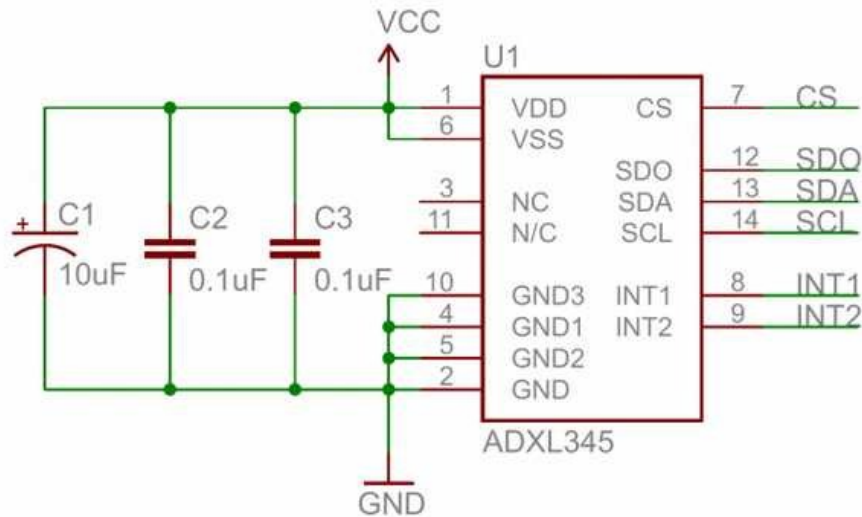 VCC
U1
1 VDD CS 7 CS
6 VSS
SDO 12 SDO
3 NC SDA 13 SDA
11 N/C SCL 14 SCL
+ C1
10uF
C2
0.1uF
C3
0.1uF
10 GND3 INT1 8 INT1
4 GND1 INT2 9 INT2
5 GND2
2 GND
ADXL345
GND